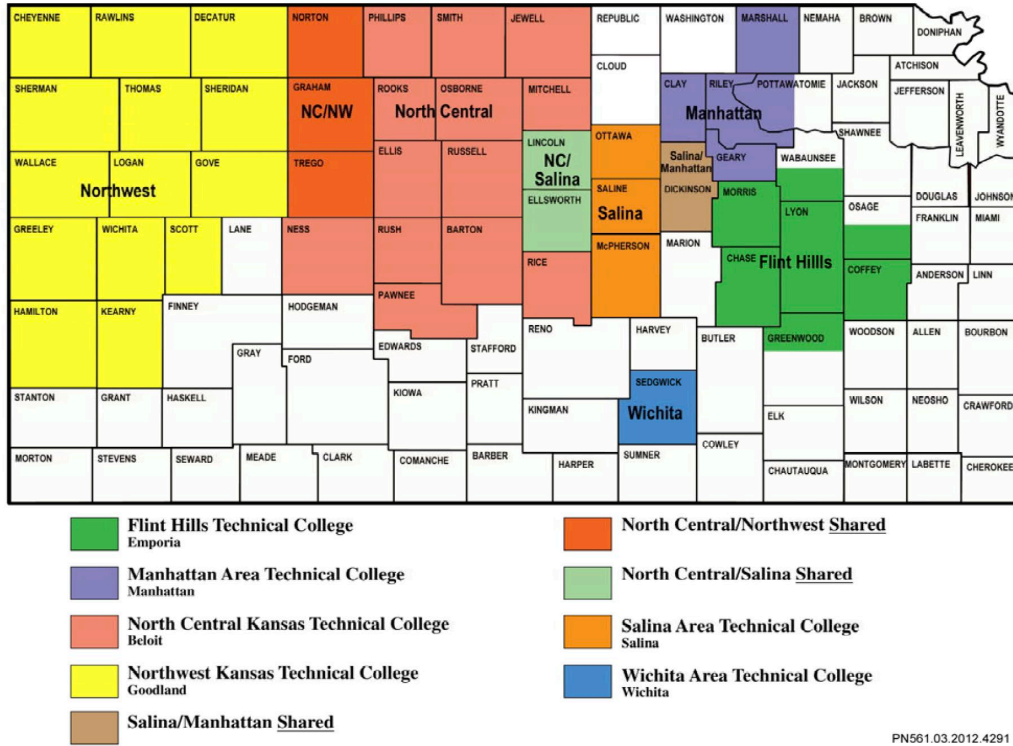 CHEYENNE RAWLINS DECATUR NORTON PHILLIPS SMITH JEWELL REPUBLIC WASHINGTON MARSHALL NEMAHA BROWN
DONIPHAN
CLOUD ATCHISON
SHERMAN THOMAS SHERIDAN GRAHAM ROOKS OSBORNE MITCHELL CLAY RILEY POTTAWATOMIE JACKSON JEFFERSON
NC/NW North Central Manhattan
LEAVENWORTH WYANDOTTE
OTTAWA SHAWNEE
LINCOLN
NC/
Salina
WALLACE LOGAN GOVE TREGO ELLIS RUSSELL
Salina/
Manhattan
GEARY WABAUNSEE
Northwest
ELLSWORTH SALINE DICKINSON MORRIS
Salina
LYON OSAGE DOUGLAS JOHNSON
GREELEY WICHITA SCOTT LANE NESS RUSH BARTON McPHERSON MARION FRANKLIN MIAMI
RICE CHASE Flint Hills COFFEY ANDERSON LINN
HAMILTON KEARNY FINNEY HODGEMAN PAWNEE
RENO HARVEY BUTLER GREENWOOD WOODSON ALLEN BOURBON
GRAY FORD EDWARDS STAFFORD
SEDGWICK
Wichita
STANTON GRANT HASKELL KIOWA PRATT KINGMAN ELK WILSON NEOSHO CRAWFORD
MORTON STEVENS SEWARD MEADE CLARK COMANCHE BARBER HARPER SUMNER COWLEY CHAUTAUQUA MONTGOMERY LABETTE CHEROKEE
Flint Hills Technical College
Emporia
Manhattan Area Technical College
Manhattan
North Central Kansas Technical College
Beloit
Northwest Kansas Technical College
Goodland
Salina/Manhattan Shared
North Central/Northwest Shared
North Central/Salina Shared
Salina Area Technical College
Salina
Wichita Area Technical College
Wichita
PN561.03.2012.4291